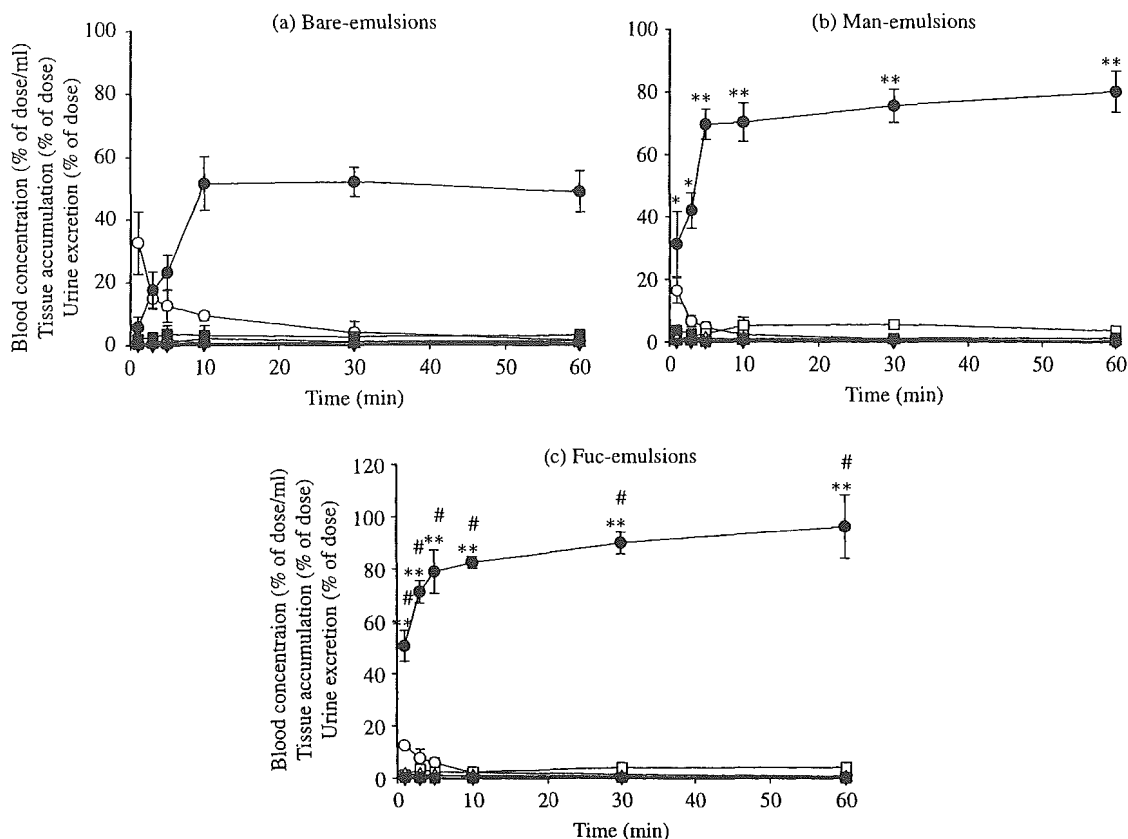 (a) Bare-emulsions
Blood concentration (% of dose/ml)
Tissue accumulation (% of dose)
Urine excretion (% of dose)
100
80
60
40
20
0
0 10 20 30 40 50 60
Time (min)
(b) Man-emulsions
100
80
60
40
20
0
* * ** ** ** **
0 10 20 30 40 50 60
Time (min)
(c) Fuc-emulsions
Blood concentraion (% of dose/ml)
Tissue accumulation (% of dose)
Urine excretion (% of dose)
120
100
80
60
40
20
0
# # # # # #
** ** ** ** ** **
0 10 20 30 40 50 60
Time (min)